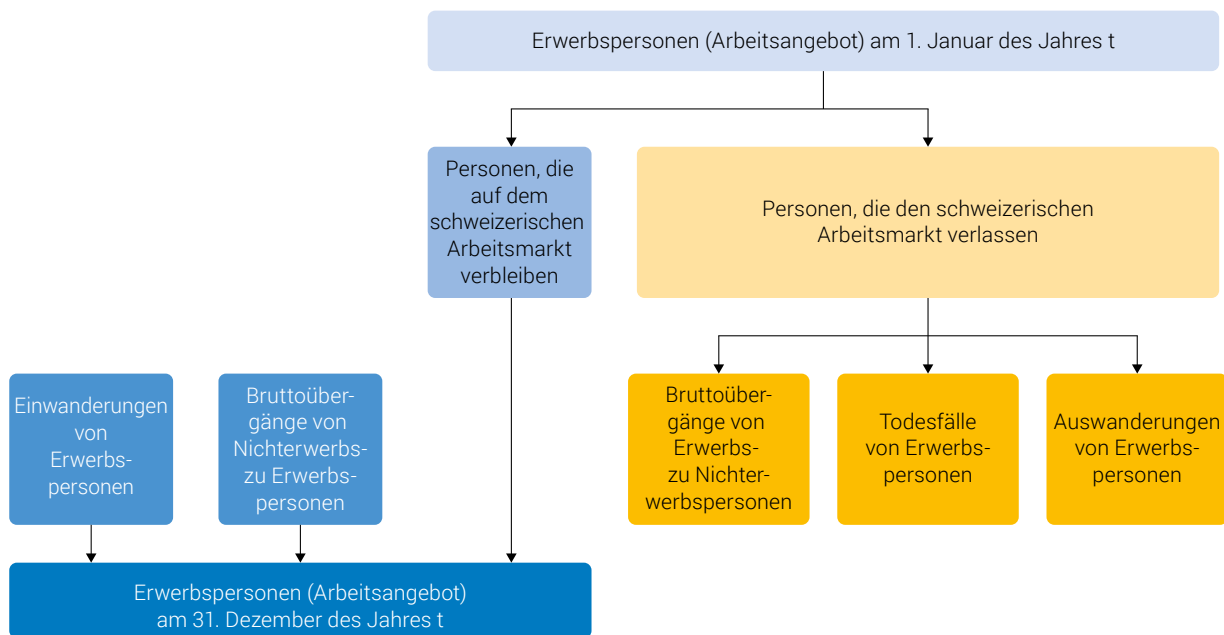 Erwerbspersonen (Arbeitsangebot) am 1. Januar des Jahres t
Personen, die
auf dem
schweizerischen
Arbeitsmarkt
verbleiben
Personen, die den schweizerischen
Arbeitsmarkt verlassen
Einwanderungen
von
Erwerbs-
personen
Bruttoüber-
gänge von
Nichterwerbs-
zu Erwerbs-
personen
Bruttoüber-
gänge von
Erwerbs-
zu Nichter-
werbspersonen
Todesfälle
von Erwerbs-
personen
Auswanderungen
von Erwerbs-
personen
Erwerbspersonen (Arbeitsangebot)
am 31. Dezember des Jahres t